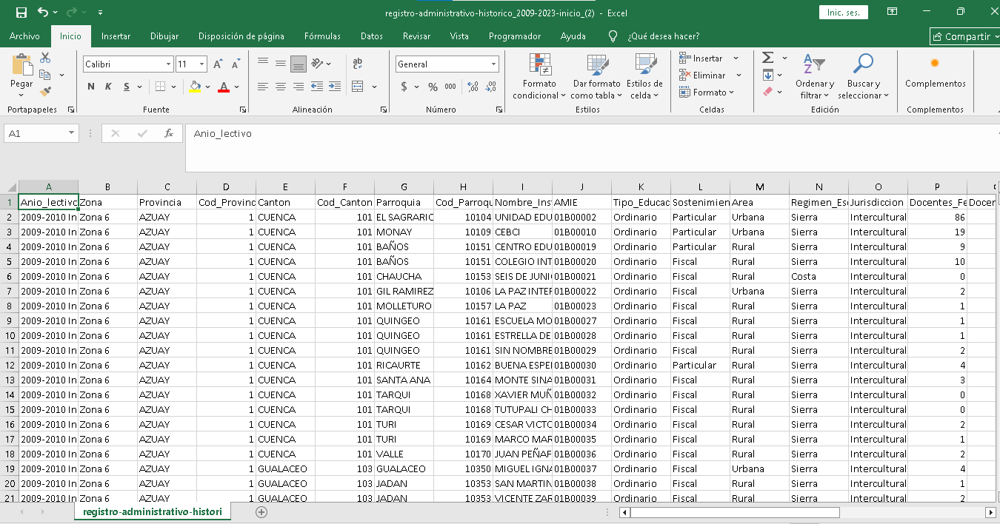 registro-administrativo-historico_2009-2023-inicio_(2) - Excel
Inic. ses.
Archivo Inicio Insertar Dibujar Disposición de página Fórmulas Datos Revisar Vista Programador Ayuda ¿Qué desea hacer? Compartir
Pegar
Portapapeles
Calibri 11
N K S
Fuente
ab
Alineación
General
$ % 000
Número
Formato condicional
Dar formato como tabla
Estilos de celda
Estilos
Insertar
Eliminar
Formato
Celdas
Ordenar y filtrar
Buscar y seleccionar
Edición
Complementos
Complementos
A1 fx Anio_lectivo
A B C D E F G H I J K L M N O P
1 Anio_lectivo Zona Provincia Cod_Provinc Canton Cod_Canton Parroquia Cod_Parroqu Nombre_Inst AMIE Tipo_Educac Sostenimien Area Regimen_Esc Jurisdiccion Docentes_Fe Docen
2 2009-2010 In Zona 6 AZUAY 1 CUENCA 101 EL SAGRARIO 10104 UNIDAD EDU 01B00002 Ordinario Particular Urbana Sierra Intercultural 86
3 2009-2010 In Zona 6 AZUAY 1 CUENCA 101 MONAY 10109 CEBCI 01B00010 Ordinario Particular Urbana Sierra Intercultural 19
4 2009-2010 In Zona 6 AZUAY 1 CUENCA 101 BAÑOS 10151 CENTRO EDU 01B00019 Ordinario Particular Rural Sierra Intercultural 9
5 2009-2010 In Zona 6 AZUAY 1 CUENCA 101 BAÑOS 10151 COLEGIO INT 01B00020 Ordinario Fiscal Rural Sierra Intercultural 10
6 2009-2010 In Zona 6 AZUAY 1 CUENCA 101 CHAUCHA 10153 SEIS DE JUNI 01B00021 Ordinario Fiscal Rural Costa Intercultural 0
7 2009-2010 In Zona 6 AZUAY 1 CUENCA 101 GIL RAMIREZ 10106 LA PAZ INTER 01B00022 Ordinario Fiscal Urbana Sierra Intercultural 2
8 2009-2010 In Zona 6 AZUAY 1 CUENCA 101 MOLLETURO 10157 LA PAZ 01B00023 Ordinario Fiscal Rural Sierra Intercultural 1
9 2009-2010 In Zona 6 AZUAY 1 CUENCA 101 QUINGEO 10161 ESCUELA MO 01B00027 Ordinario Fiscal Rural Sierra Intercultural 1
10 2009-2010 In Zona 6 AZUAY 1 CUENCA 101 QUINGEO 10161 ESTRELLA DE 01B00028 Ordinario Fiscal Rural Sierra Intercultural 1
11 2009-2010 In Zona 6 AZUAY 1 CUENCA 101 QUINGEO 10161 SIN NOMBRE 01B00029 Ordinario Fiscal Rural Sierra Intercultural 2
12 2009-2010 In Zona 6 AZUAY 1 CUENCA 101 RICAURTE 10162 BUENA ESPE 01B00030 Ordinario Particular Rural Sierra Intercultural 4
13 2009-2010 In Zona 6 AZUAY 1 CUENCA 101 SANTA ANA 10164 MONTE SINA 01B00031 Ordinario Fiscal Rural Sierra Intercultural 3
14 2009-2010 In Zona 6 AZUAY 1 CUENCA 101 TARQUI 10168 XAVIER MUÑ 01B00032 Ordinario Fiscal Rural Sierra Intercultural 0
15 2009-2010 In Zona 6 AZUAY 1 CUENCA 101 TARQUI 10168 TUTUPALI CH 01B00033 Ordinario Fiscal Rural Sierra Intercultural 0
16 2009-2010 In Zona 6 AZUAY 1 CUENCA 101 TURI 10169 CESAR VICTO 01B00034 Ordinario Fiscal Rural Sierra Intercultural 2
17 2009-2010 In Zona 6 AZUAY 1 CUENCA 101 TURI 10169 MARCO MAR 01B00035 Ordinario Fiscal Rural Sierra Intercultural 1
18 2009-2010 In Zona 6 AZUAY 1 CUENCA 101 VALLE 10170 JUAN PEÑAF 01B00036 Ordinario Fiscal Rural Sierra Intercultural 2
19 2009-2010 In Zona 6 AZUAY 1 GUALACEO 103 GUALACEO 10350 MIGUEL IGNA 01B00037 Ordinario Fiscal Urbana Sierra Intercultural 4
20 2009-2010 In Zona 6 AZUAY 1 GUALACEO 103 JADAN 10353 SAN MARTIN 01B00038 Ordinario Fiscal Rural Sierra Intercultural 1
21 2009-2010 In Zona 6 AZUAY 1 GUALACEO 103 JADAN 10353 VICENTE ZAR 01B00039 Ordinario Fiscal Rural Sierra Intercultural 2
registro-administrativo-histori